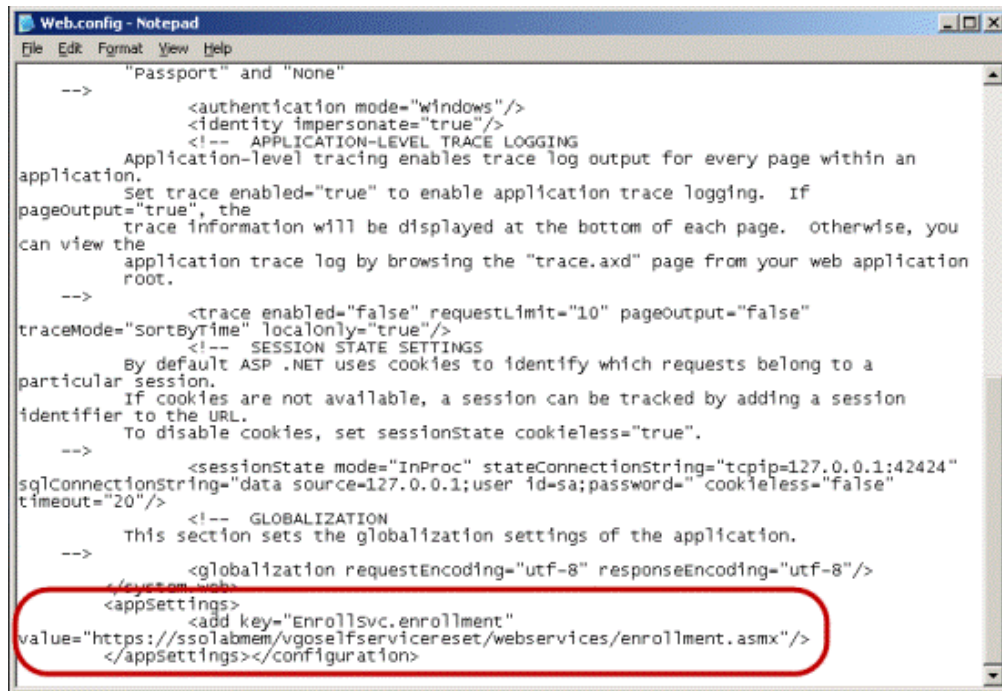 Web.config - Notepad
File Edit Format View Help
"Passport" and "None"
-->
<authentication mode="Windows"/>
<identity impersonate="true"/>
<!-- APPLICATION-LEVEL TRACE LOGGING
Application-level tracing enables trace log output for every page within an
application.
Set trace enabled="true" to enable application trace logging. If
pageOutput="true", the
trace information will be displayed at the bottom of each page. Otherwise, you
can view the
application trace log by browsing the "trace.axd" page from your web application
root.
-->
<trace enabled="false" requestLimit="10" pageOutput="false"
traceMode="SortByTime" localOnly="true"/>
<!-- SESSION STATE SETTINGS
By default ASP .NET uses cookies to identify which requests belong to a
particular session.
If cookies are not available, a session can be tracked by adding a session
identifier to the URL.
To disable cookies, set sessionState cookieless="true".
-->
<sessionState mode="InProc" stateConnectionString="tcpip=127.0.0.1:42424"
sqlConnectionString="data source=127.0.0.1;user id=sa;password=" cookieless="false"
timeout="20"/>
<!-- GLOBALIZATION
This section sets the globalization settings of the application.
-->
<globalization requestEncoding="utf-8" responseEncoding="utf-8"/>
</system.web>
<appSettings>
<add key="EnrollSvc.enrollment"
value="https://ssolabmem/vgoselfservicereset/webservices/enrollment.asmx"/>
</appSettings></configuration>